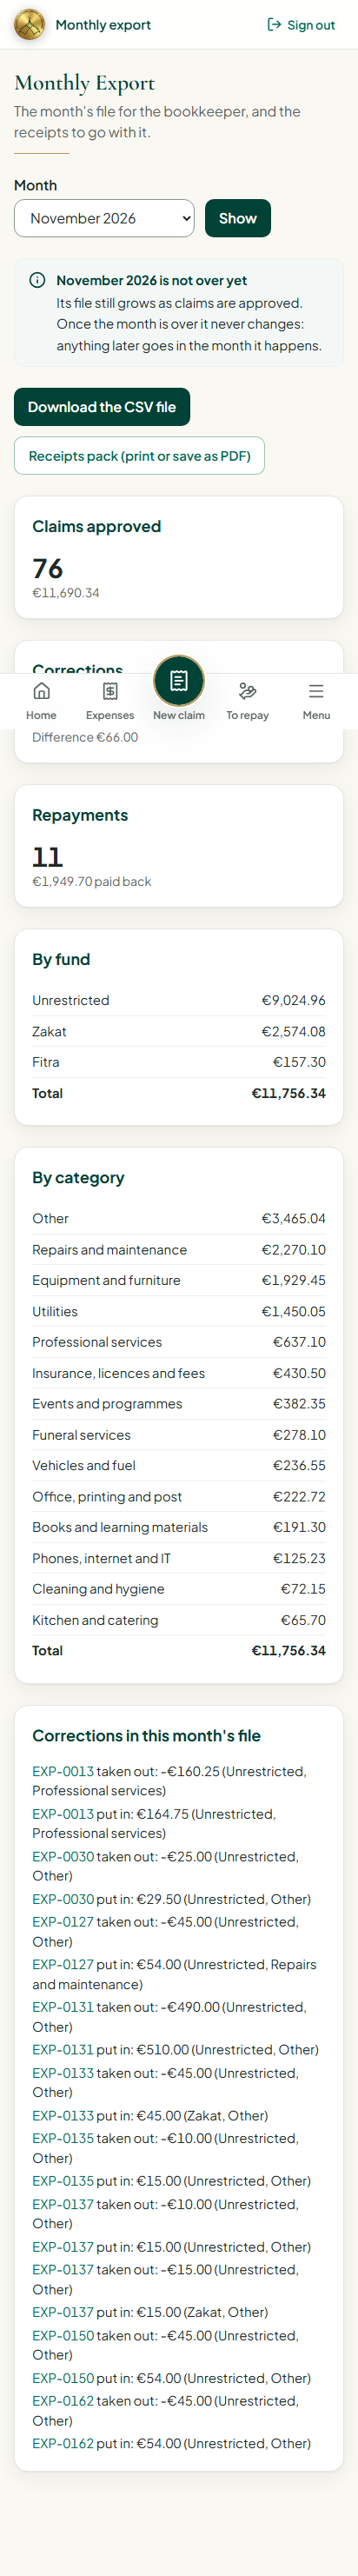 Monthly export
Sign out
Monthly Export
The month's file for the bookkeeper, and the
receipts to go with it.
Month
November 2026
Show
November 2026 is not over yet
Its file still grows as claims are approved.
Once the month is over it never changes:
anything later goes in the month it happens.
Download the CSV file
Receipts pack (print or save as PDF)
Claims approved
76
€11,690.34
Corrections
Home
Expenses
New claim
To repay
Menu
Difference €66.00
Repayments
11
€1,949.70 paid back
By fund
Unrestricted €9,024.96
Zakat €2,574.08
Fitra €157.30
Total €11,756.34
By category
Other €3,465.04
Repairs and maintenance €2,270.10
Equipment and furniture €1,929.45
Utilities €1,450.05
Professional services €637.10
Insurance, licences and fees €430.50
Events and programmes €382.35
Funeral services €278.10
Vehicles and fuel €236.55
Office, printing and post €222.72
Books and learning materials €191.30
Phones, internet and IT €125.23
Cleaning and hygiene €72.15
Kitchen and catering €65.70
Total €11,756.34
Corrections in this month's file
EXP-0013 taken out: -€160.25 (Unrestricted,
Professional services)
EXP-0013 put in: €164.75 (Unrestricted,
Professional services)
EXP-0030 taken out: -€25.00 (Unrestricted,
Other)
EXP-0030 put in: €29.50 (Unrestricted, Other)
EXP-0127 taken out: -€45.00 (Unrestricted,
Other)
EXP-0127 put in: €54.00 (Unrestricted, Repairs
and maintenance)
EXP-0131 taken out: -€490.00 (Unrestricted,
Other)
EXP-0131 put in: €510.00 (Unrestricted, Other)
EXP-0133 taken out: -€45.00 (Unrestricted,
Other)
EXP-0133 put in: €45.00 (Zakat, Other)
EXP-0135 taken out: -€10.00 (Unrestricted,
Other)
EXP-0135 put in: €15.00 (Unrestricted, Other)
EXP-0137 taken out: -€10.00 (Unrestricted,
Other)
EXP-0137 put in: €15.00 (Unrestricted, Other)
EXP-0137 taken out: -€15.00 (Unrestricted,
Other)
EXP-0137 put in: €15.00 (Zakat, Other)
EXP-0150 taken out: -€45.00 (Unrestricted,
Other)
EXP-0150 put in: €54.00 (Unrestricted, Other)
EXP-0162 taken out: -€45.00 (Unrestricted,
Other)
EXP-0162 put in: €54.00 (Unrestricted, Other)